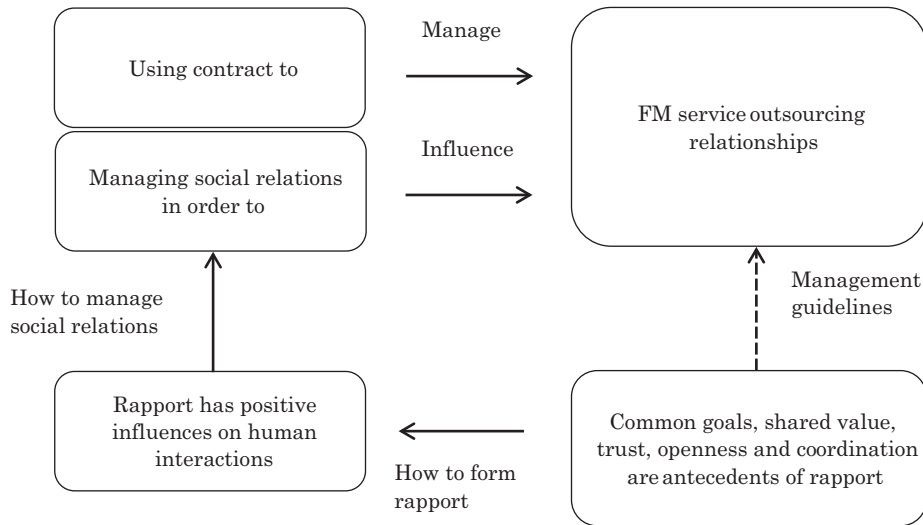 Using contract to
Manage
FM service outsourcing
relationships
Managing social relations
in order to
Influence
How to manage
social relations
Management
guidelines
Rapport has positive
influences on human
interactions
How to form
rapport
Common goals, shared value,
trust, openness and coordination
are antecedents of rapport